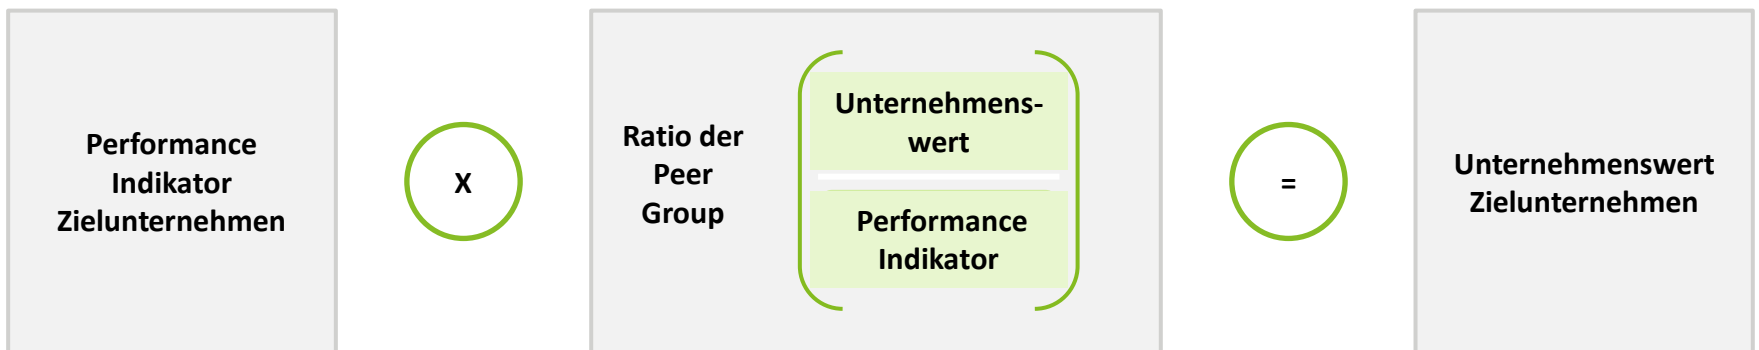 Performance
Indikator
Zielunternehmen
X
Ratio der
Peer
Group
Unternehmens-
wert
Performance
Indikator
=
Unternehmenswert
Zielunternehmen